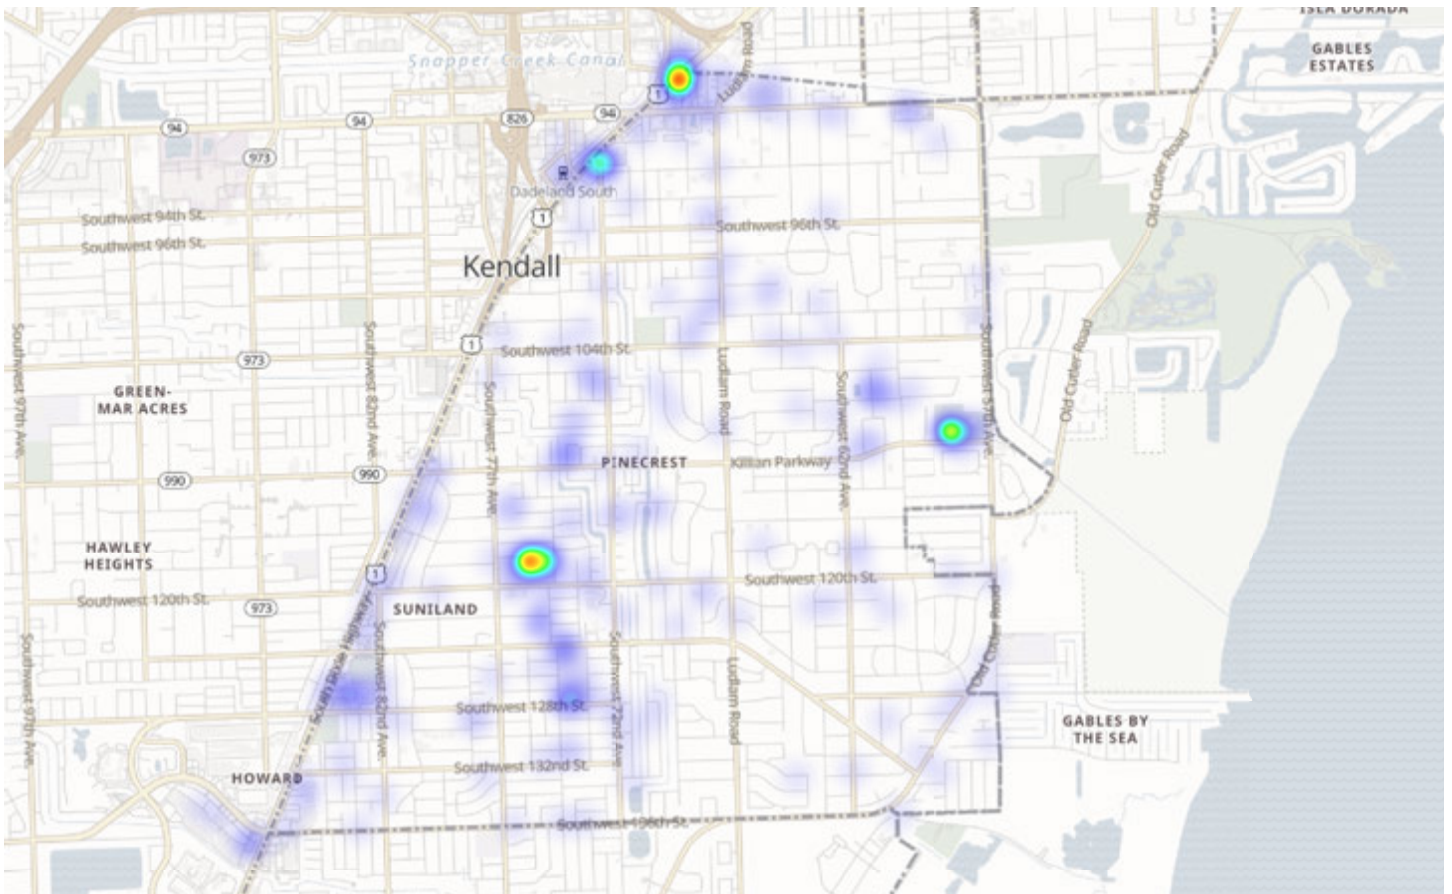 ISLA DORADA
GABLES
ESTATES
Snapper Creek Canal
Ludlam Road
1
94
94
826
94
973
Dadeland South
Old Cutler Road
Southwest 94th St.
Southwest 96th St.
1
Southwest 96th St.
Kendall
1
Southwest 104th St.
973
Southwest 97th Ave.
Southwest 82nd Ave.
Southwest 77th Ave.
Ludlam Road
Southwest 62nd Ave.
Southwest 57th Ave.
Old Cutler Road
GREEN-
MAR ACRES
PINECREST
Killian Parkway
990
990
HAWLEY
HEIGHTS
1
Southwest 120th St.
Southwest 120th St.
973
SUNILAND
South Dixie Highway
Old Cutler Road
Southwest 97th Ave.
Southwest 82nd Ave.
Southwest 72nd Ave
Ludlam Road
Southwest 128th St.
GABLES BY
THE SEA
HOWARD
Southwest 132nd St.
Southwest 136th St.